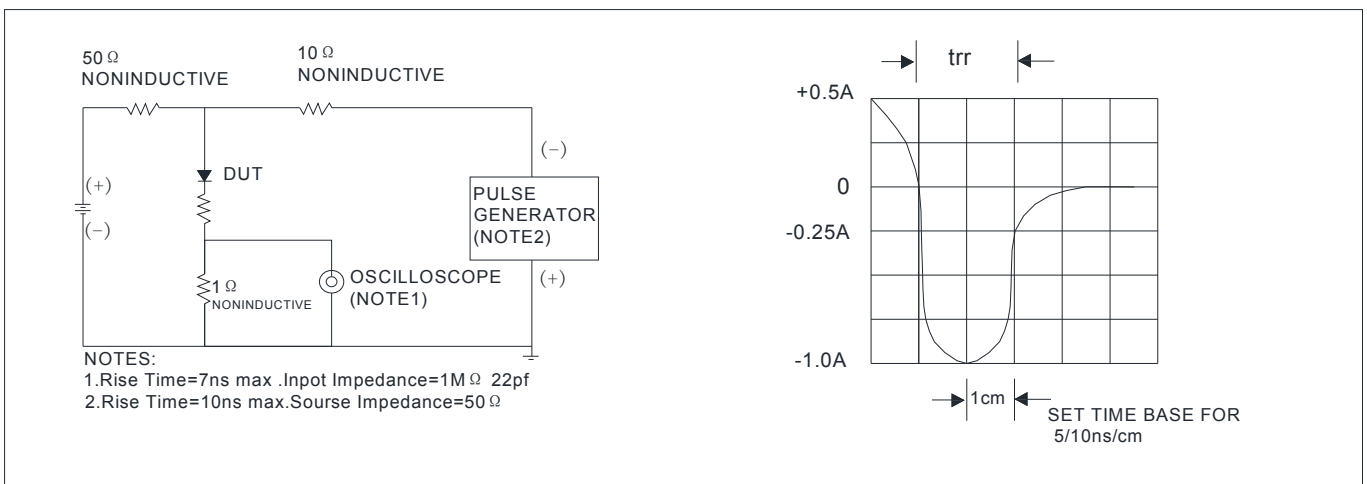 50 Ω
NONINDUCTIVE
10 Ω
NONINDUCTIVE
(+)
(−)
DUT
1 Ω
NONINDUCTIVE
OSCILLOSCOPE
(NOTE1)
(−)
PULSE
GENERATOR
(NOTE2)
(+)
NOTES:
1.Rise Time=7ns max .Inpot Impedance=1M Ω 22pf
2.Rise Time=10ns max.Sourse Impedance=50 Ω
trr
+0.5A
0
-0.25A
-1.0A
1cm
SET TIME BASE FOR
5/10ns/cm